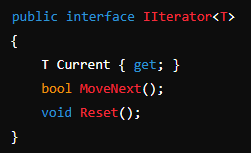 public interface IIterator<T>
{
    T Current { get; }
    bool MoveNext();
    void Reset();
}